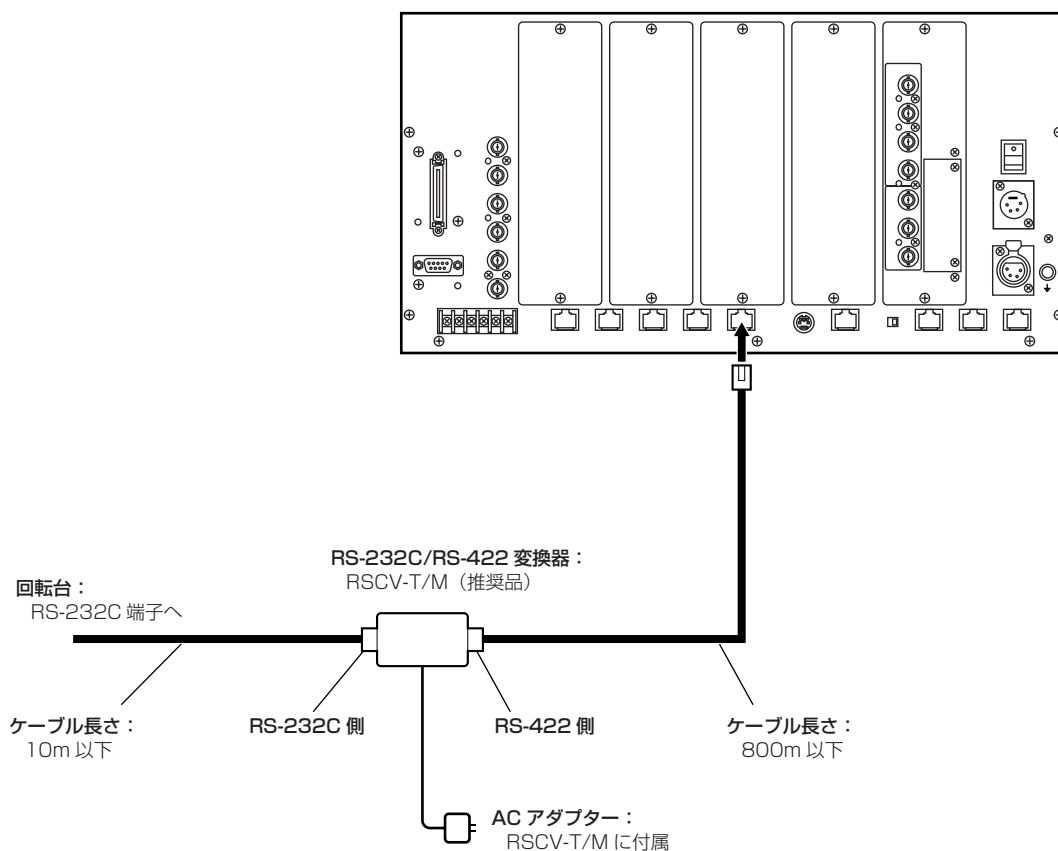 RS-232C/RS-422 変換器：
RSCV-T/M（推奨品）
回転台：
RS-232C 端子へ
ケーブル長さ：
10m 以下
RS-232C 側
RS-422 側
ケーブル長さ：
800m 以下
AC アダプター：
RSCV-T/M に付属